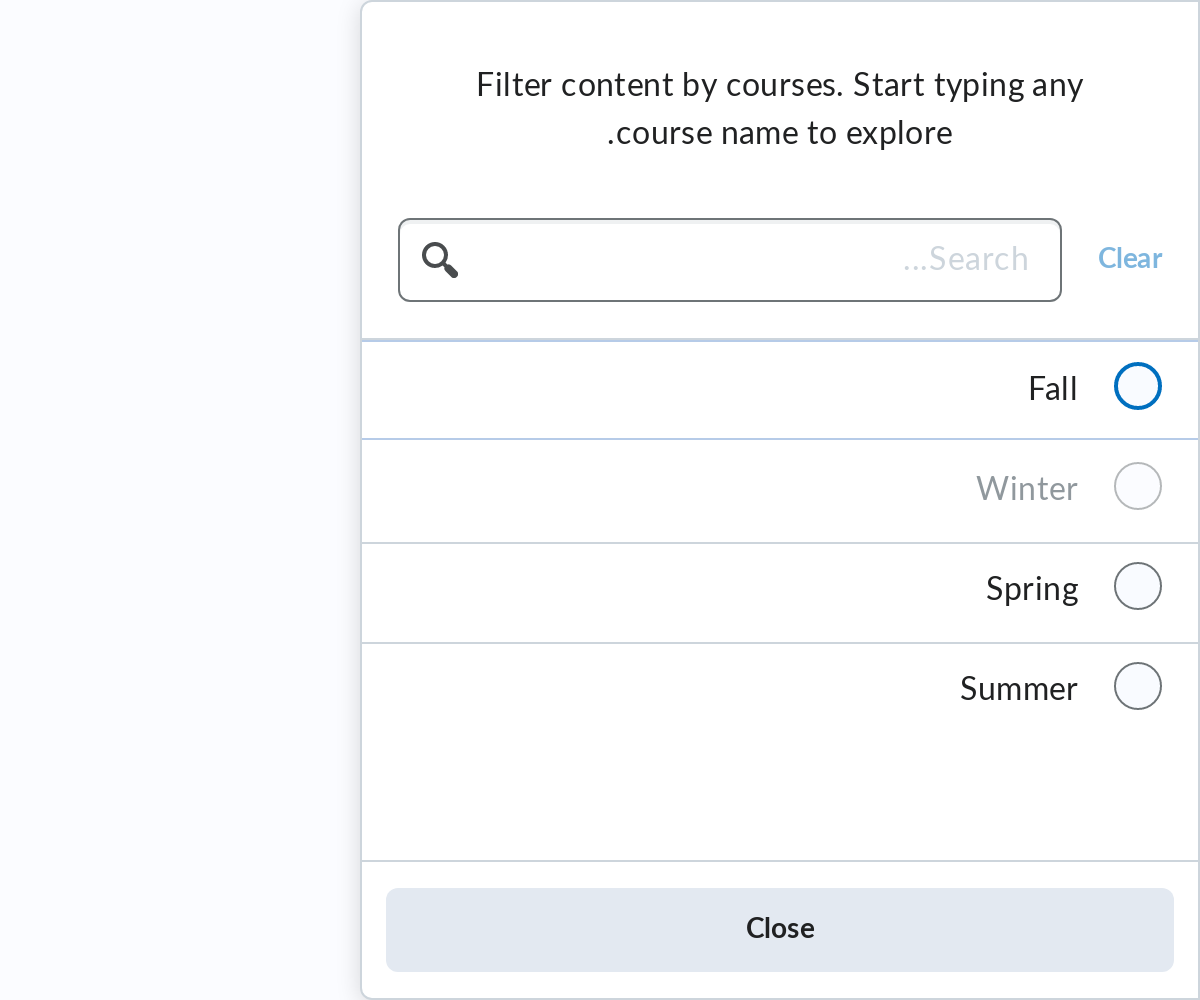 Filter content by courses. Start typing any
.course name to explore
...Search
Clear
Fall
Winter
Spring
Summer
Close